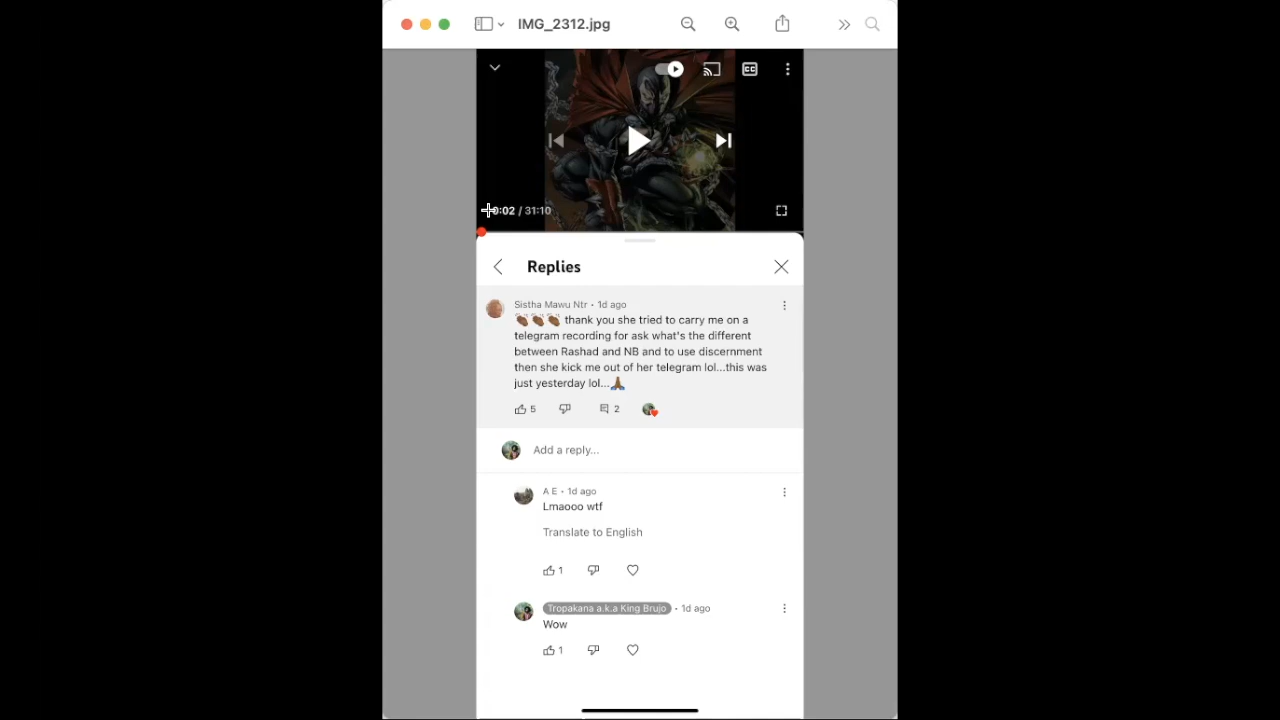 IMG_2312.jpg
CC
0:02 / 31:10
Replies
Sistha Mawu Ntr • 1d ago
👏🏾👏🏾👏🏾 thank you she tried to carry me on a
telegram recording for ask what's the different
between Rashad and NB and to use discernment
then she kick me out of her telegram lol...this was
just yesterday lol...🙏🏾
5 2
Add a reply...
A E • 1d ago
Lmaooo wtf
Translate to English
1
Tropakana a.k.a King Brujo • 1d ago
Wow
1